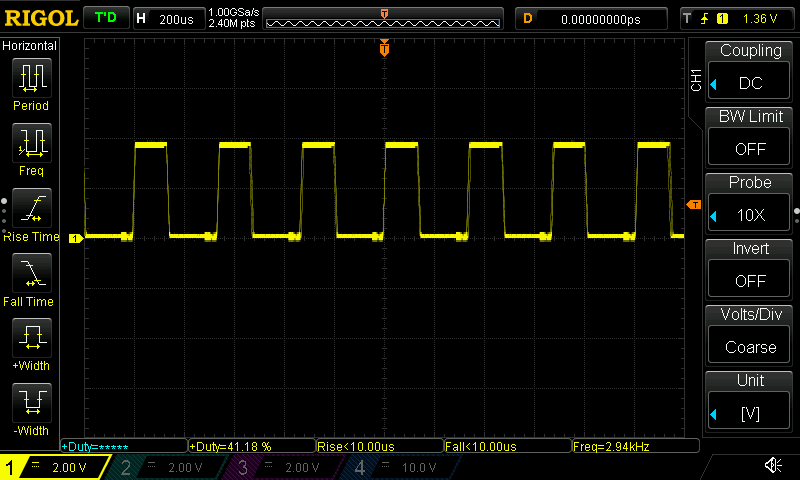 RIGOL T'D H 200us 1.00GSa/s
2.40M pts
T
D 0.00000000ps
T 1 1.36 V
Horizontal
Period
Freq
Rise Time
Fall Time
+Width
-Width
T
T
1
CH1
Coupling
DC
BW Limit
OFF
Probe
10X
Invert
OFF
Volts/Div
Coarse
Unit
[V]
+Duty=***** +Duty=41.18 % Rise<10.00us Fall<10.00us Freq=2.94kHz
1 2.00 V 2 2.00 V 3 2.00 V 4 10.0 V